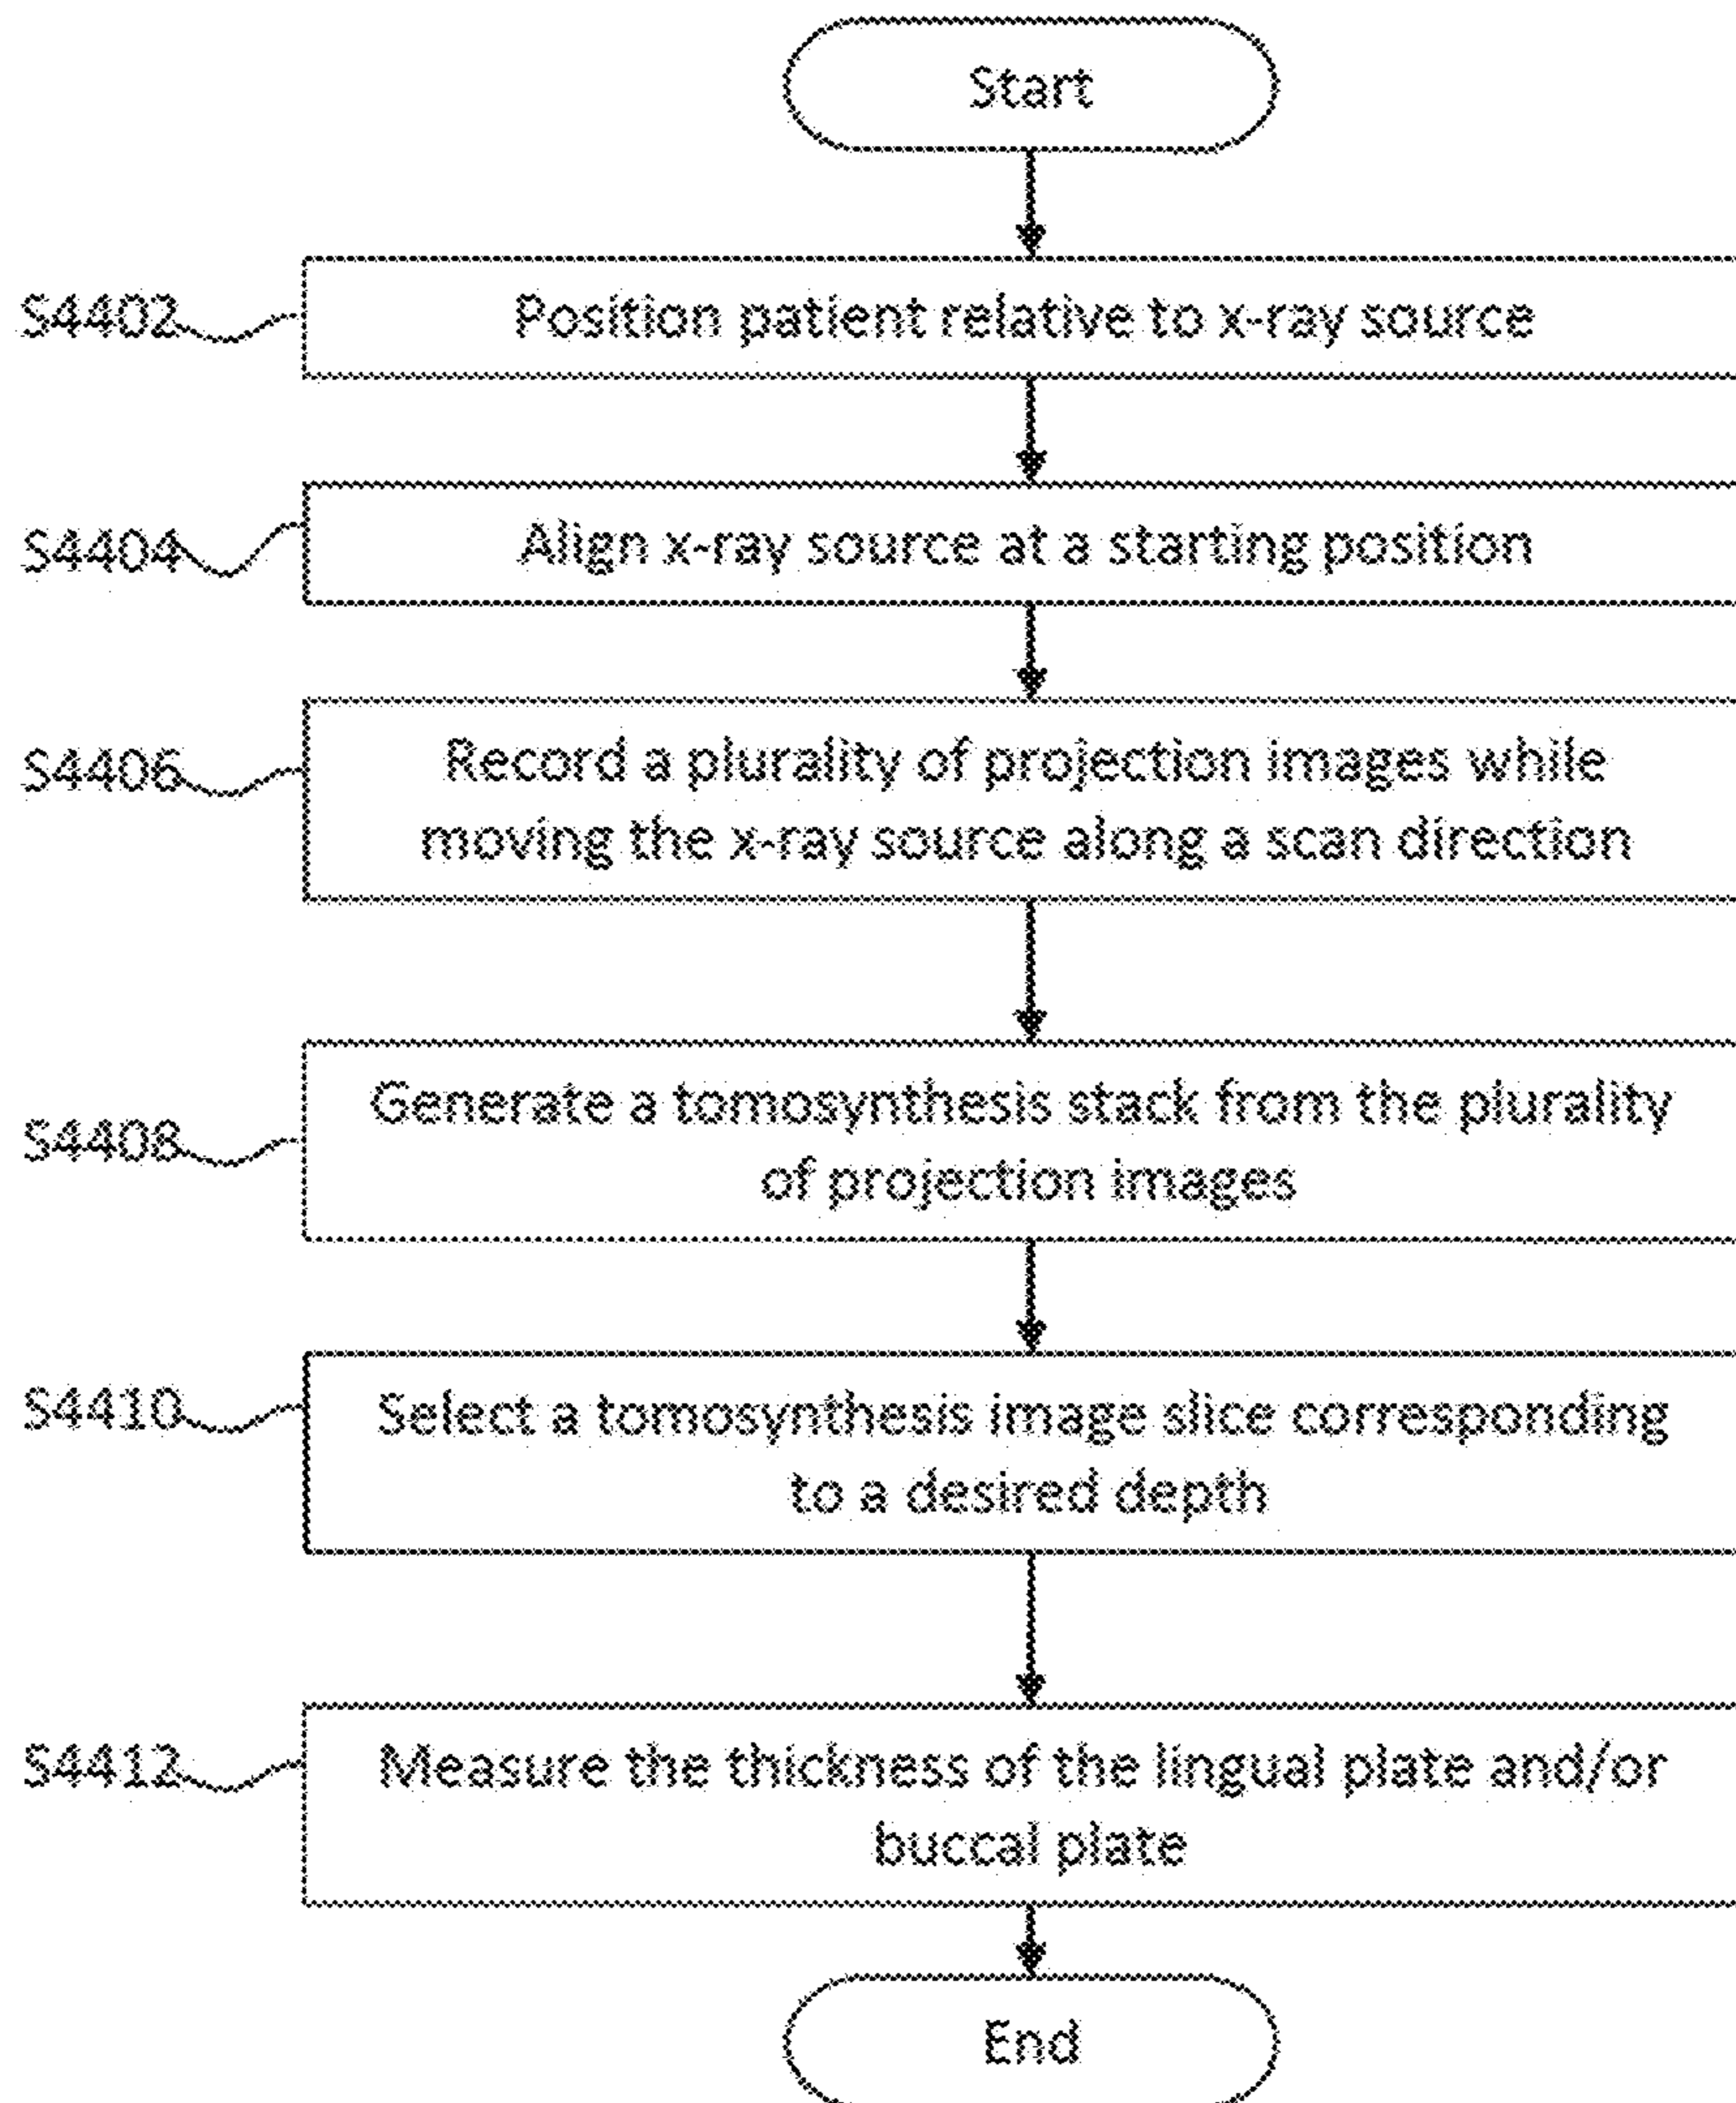 Start
S4402
Position patient relative to x-ray source
S4404
Align x-ray source at a starting position
S4406
Record a plurality of projection images while
moving the x-ray source along a scan direction
S4408
Generate a tomosynthesis stack from the plurality
of projection images
S4410
Select a tomosynthesis image slice corresponding
to a desired depth
S4412
Measure the thickness of the lingual plate and/or
buccal plate
End